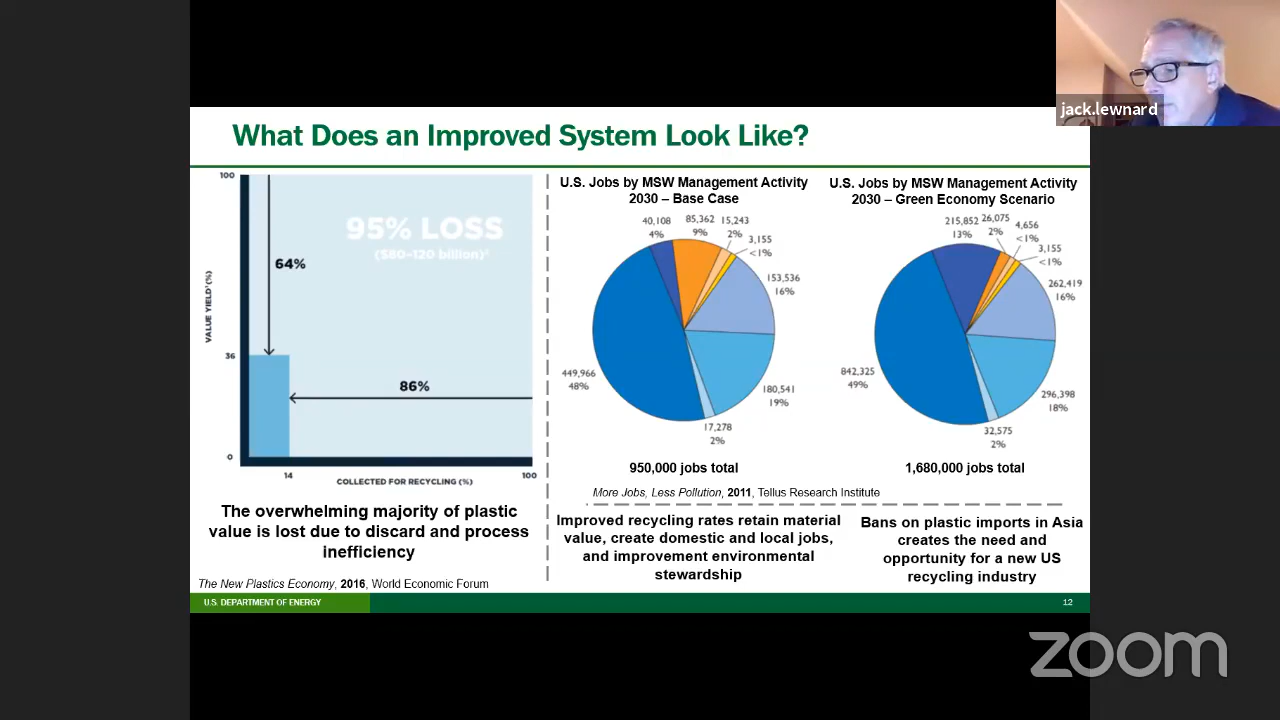 jack.lewnard
What Does an Improved System Look Like?
100
95% LOSS
($80–120 billion)²
64%
VALUE YIELD¹ (%)
36
86%
0
14
COLLECTED FOR RECYCLING (%)
100
The overwhelming majority of plastic
value is lost due to discard and process
inefficiency
The New Plastics Economy, 2016, World Economic Forum
U.S. Jobs by MSW Management Activity
2030 – Base Case
40,108
4%
85,362
9%
15,243
2%
3,155
<1%
153,536
16%
449,966
48%
180,541
19%
17,278
2%
950,000 jobs total
U.S. Jobs by MSW Management Activity
2030 – Green Economy Scenario
215,852
13%
26,075
2%
4,656
<1%
3,155
<1%
262,419
16%
842,325
49%
296,398
18%
32,575
2%
1,680,000 jobs total
More Jobs, Less Pollution, 2011, Tellus Research Institute
Improved recycling rates retain material
value, create domestic and local jobs,
and improvement environmental
stewardship
Bans on plastic imports in Asia
creates the need and
opportunity for a new US
recycling industry
U.S. DEPARTMENT OF ENERGY
12
zoom